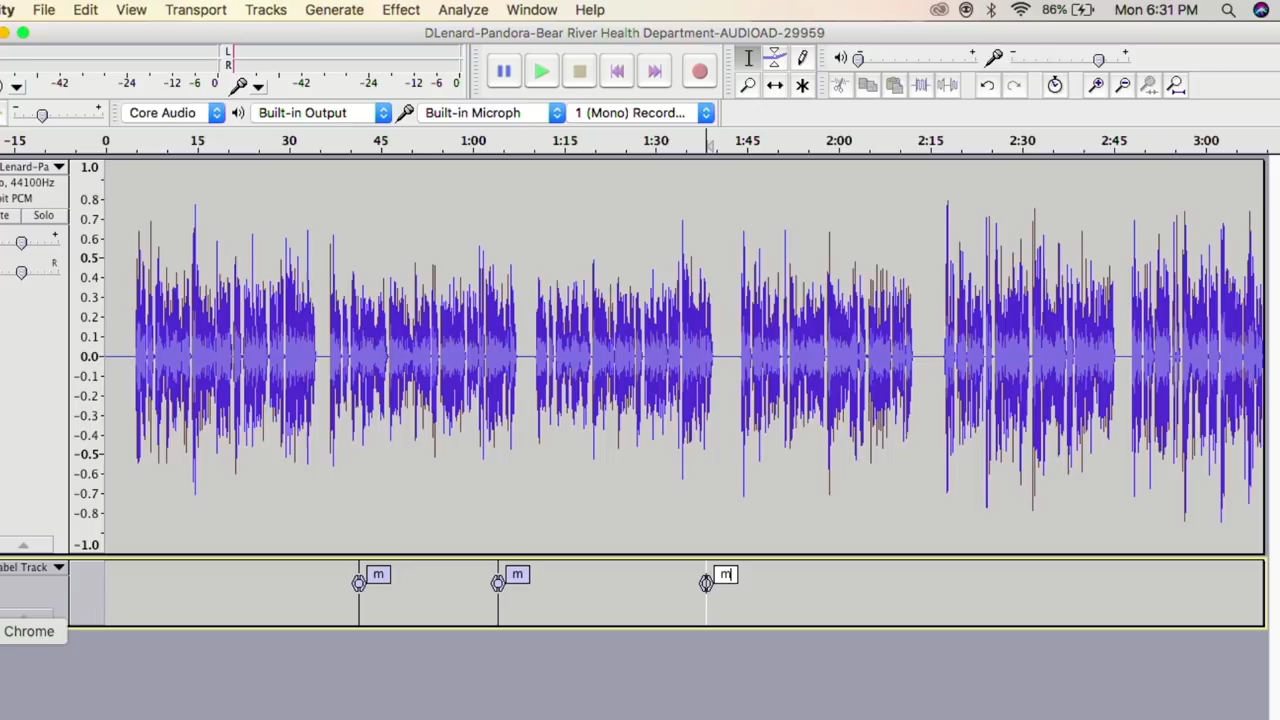 ity File Edit View Transport Tracks Generate Effect Analyze Window Help 86% Mon 6:31 PM
DLenard-Pandora-Bear River Health Department-AUDIOAD-29959
L
R
-42 -24 -12 -6 0 -42 -24 -12 -6 0
Core Audio Built-in Output Built-in Microph 1 (Mono) Record...
-15 0 15 30 45 1:00 1:15 1:30 1:45 2:00 2:15 2:30 2:45 3:00
Lenard-Pa
o, 44100Hz
bit PCM
te Solo
- +
R
1.0
0.8
0.7
0.6
0.5
0.4
0.3
0.2
0.1
0.0
-0.1
-0.2
-0.3
-0.4
-0.5
-0.6
-0.7
-0.8
-1.0
abel Track
m m m
Chrome